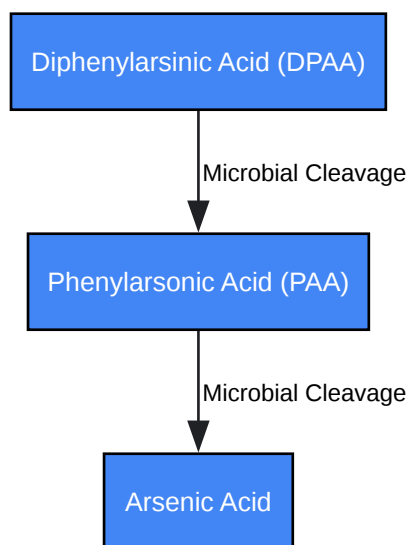 Diphenylarsinic Acid (DPAA)
Microbial Cleavage
Phenylarsonic Acid (PAA)
Microbial Cleavage
Arsenic Acid